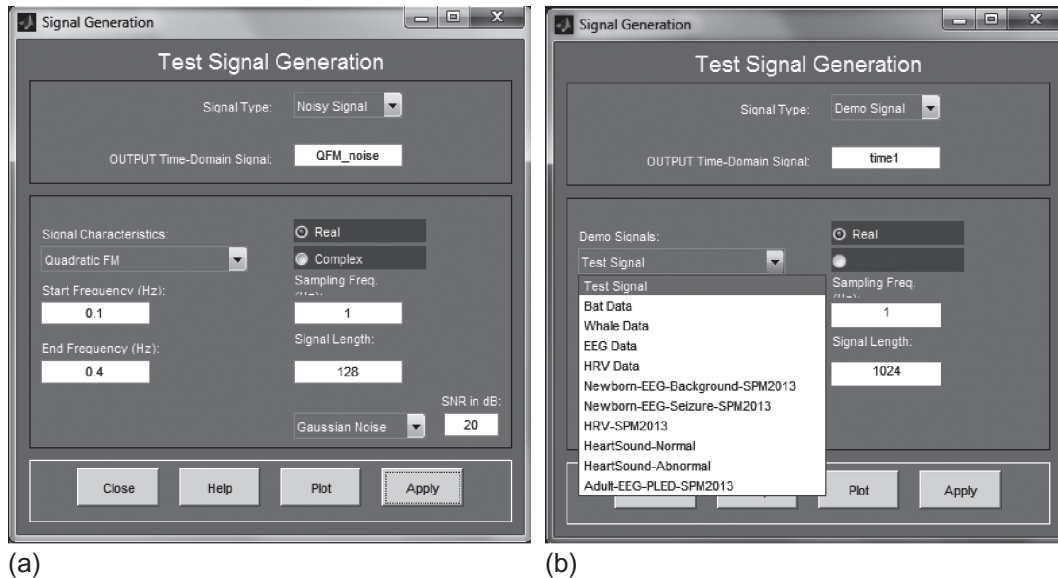 Signal Generation
Test Signal Generation
Signal Type: Noisy Signal
OUTPUT Time-Domain Signal: QFM_noise
Signal Characteristics:
Quadratic FM
Real
Complex
Start Frequency (Hz):
0.1
Sampling Freq.
1
End Frequency (Hz):
0.4
Signal Length:
128
SNR in dB:
Gaussian Noise 20
Close Help Plot Apply
(a)
Signal Generation
Test Signal Generation
Signal Type: Demo Signal
OUTPUT Time-Domain Signal: time1
Demo Signals:
Test Signal
Real
Test Signal
Bat Data
Whale Data
EEG Data
HRV Data
Newborn-EEG-Background-SPM2013
Newborn-EEG-Seizure-SPM2013
HRV-SPM2013
HeartSound-Normal
HeartSound-Abnormal
Adult-EEG-PLED-SPM2013
Sampling Freq.
1
Signal Length:
1024
Plot Apply
(b)